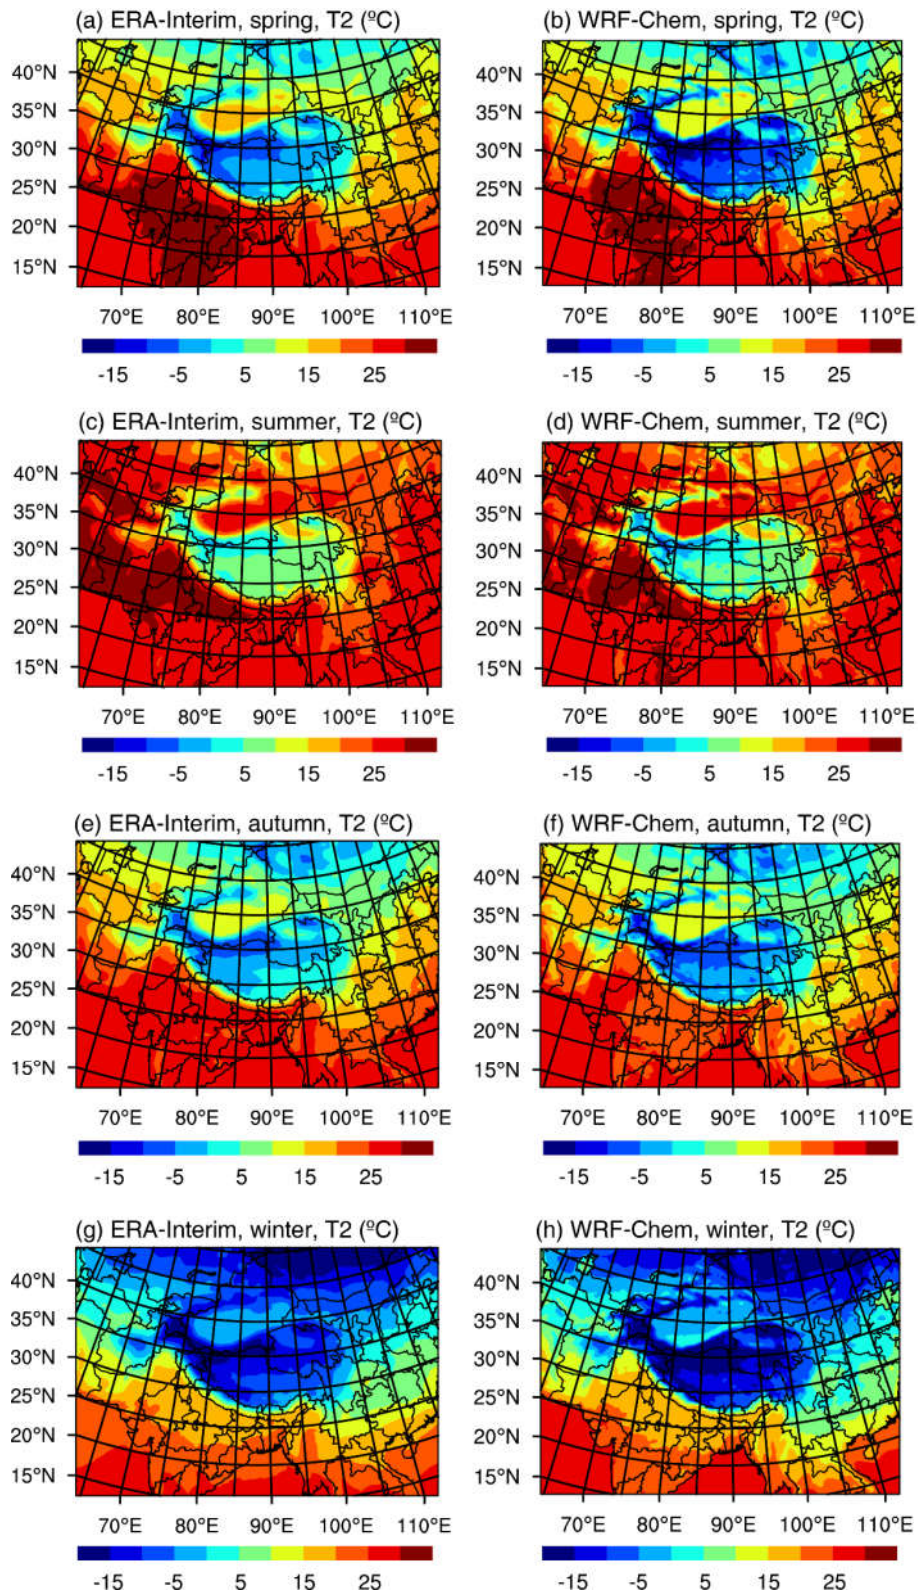 (a) ERA-Interim, spring, T2 (ºC) (b) WRF-Chem, spring, T2 (ºC)
40°N 40°N
35°N 35°N
30°N 30°N
25°N 25°N
20°N 20°N
15°N 15°N
70°E 80°E 90°E 100°E 110°E 70°E 80°E 90°E 100°E 110°E
-15 -5 5 15 25 -15 -5 5 15 25
(c) ERA-Interim, summer, T2 (ºC) (d) WRF-Chem, summer, T2 (ºC)
40°N 40°N
35°N 35°N
30°N 30°N
25°N 25°N
20°N 20°N
15°N 15°N
70°E 80°E 90°E 100°E 110°E 70°E 80°E 90°E 100°E 110°E
-15 -5 5 15 25 -15 -5 5 15 25
(e) ERA-Interim, autumn, T2 (ºC) (f) WRF-Chem, autumn, T2 (ºC)
40°N 40°N
35°N 35°N
30°N 30°N
25°N 25°N
20°N 20°N
15°N 15°N
70°E 80°E 90°E 100°E 110°E 70°E 80°E 90°E 100°E 110°E
-15 -5 5 15 25 -15 -5 5 15 25
(g) ERA-Interim, winter, T2 (ºC) (h) WRF-Chem, winter, T2 (ºC)
40°N 40°N
35°N 35°N
30°N 30°N
25°N 25°N
20°N 20°N
15°N 15°N
70°E 80°E 90°E 100°E 110°E 70°E 80°E 90°E 100°E 110°E
-15 -5 5 15 25 -15 -5 5 15 25